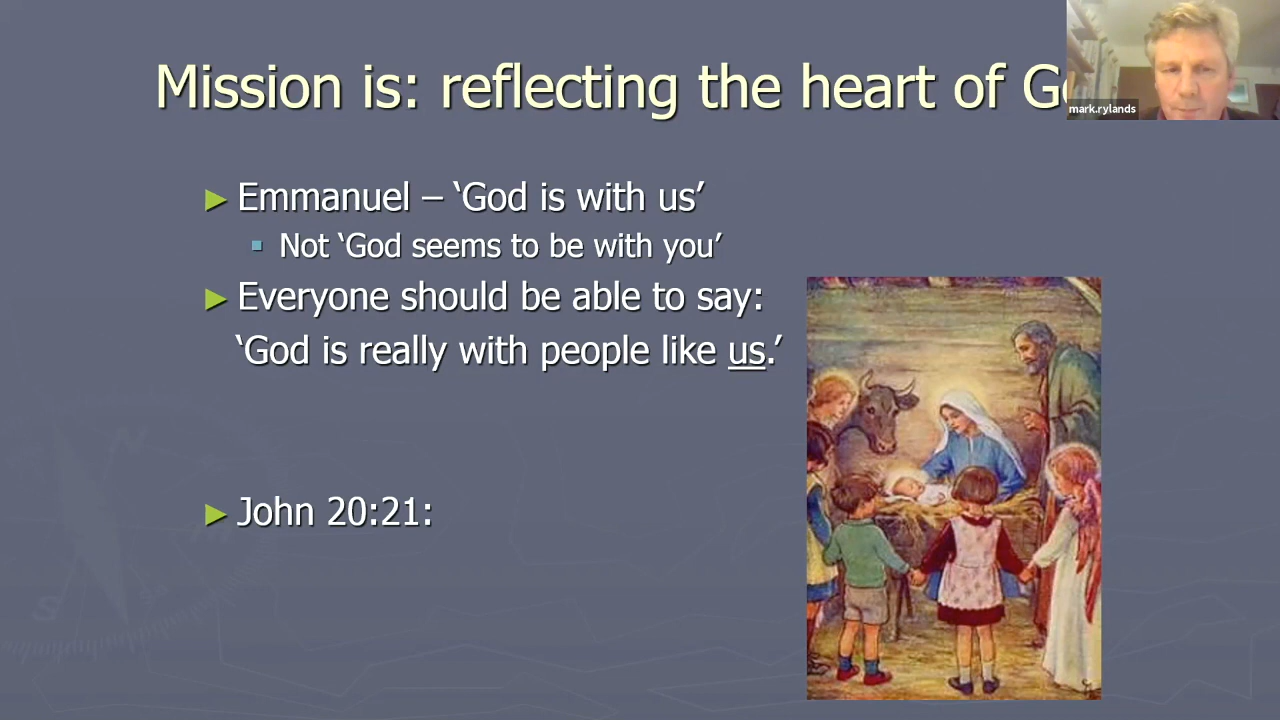 Mission is: reflecting the heart of
mark.rylands
► Emmanuel – ‘God is with us’
▪ Not ‘God seems to be with you’
► Everyone should be able to say:
‘God is really with people like us.’
► John 20:21: